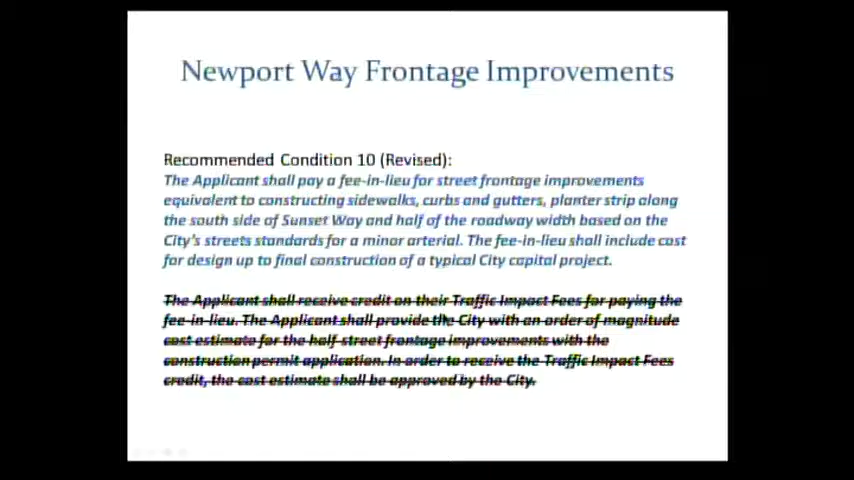 Newport Way Frontage Improvements
Recommended Condition 10 (Revised):
The Applicant shall pay a fee-in-lieu for street frontage improvements
equivalent to constructing sidewalks, curbs and gutters, planter strip along
the south side of Sunset Way and half of the roadway width based on the
City's streets standards for a minor arterial. The fee-in-lieu shall include cost
for design up to final construction of a typical City capital project.
The Applicant shall receive credit on their Traffic Impact Fees for paying the
fee-in-lieu. The Applicant shall provide the City with an order of magnitude
cost estimate for the half-street frontage improvements with the
construction permit application. In order to receive the Traffic Impact Fees
credit, the cost estimate shall be approved by the City.